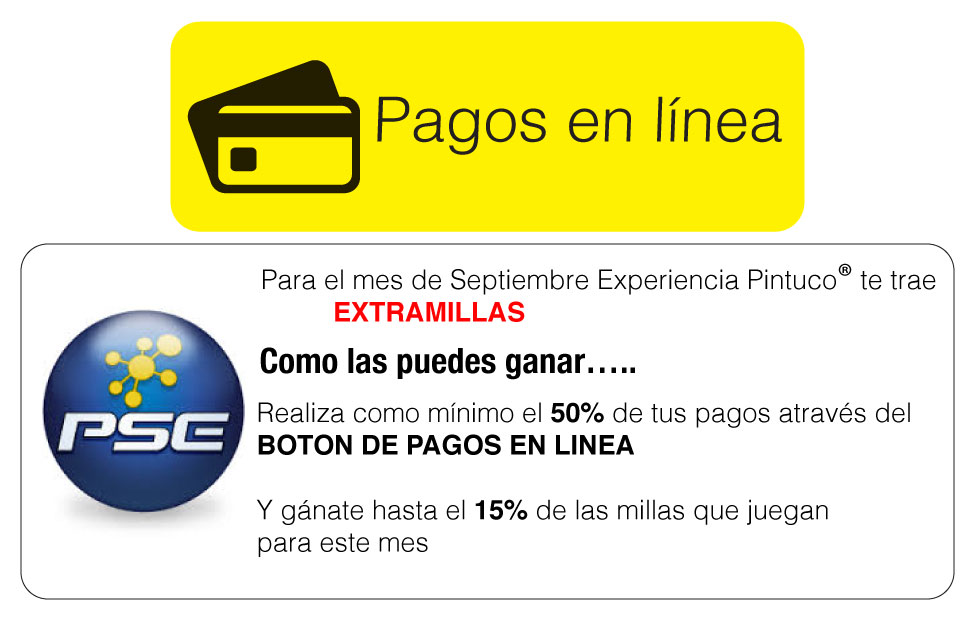 Pagos en línea
Para el mes de Septiembre Experiencia Pintuco® te trae
EXTRAMILLAS
Como las puedes ganar…..
PSE
Realiza como mínimo el 50% de tus pagos através del
BOTON DE PAGOS EN LINEA
Y gánate hasta el 15% de las millas que juegan
para este mes